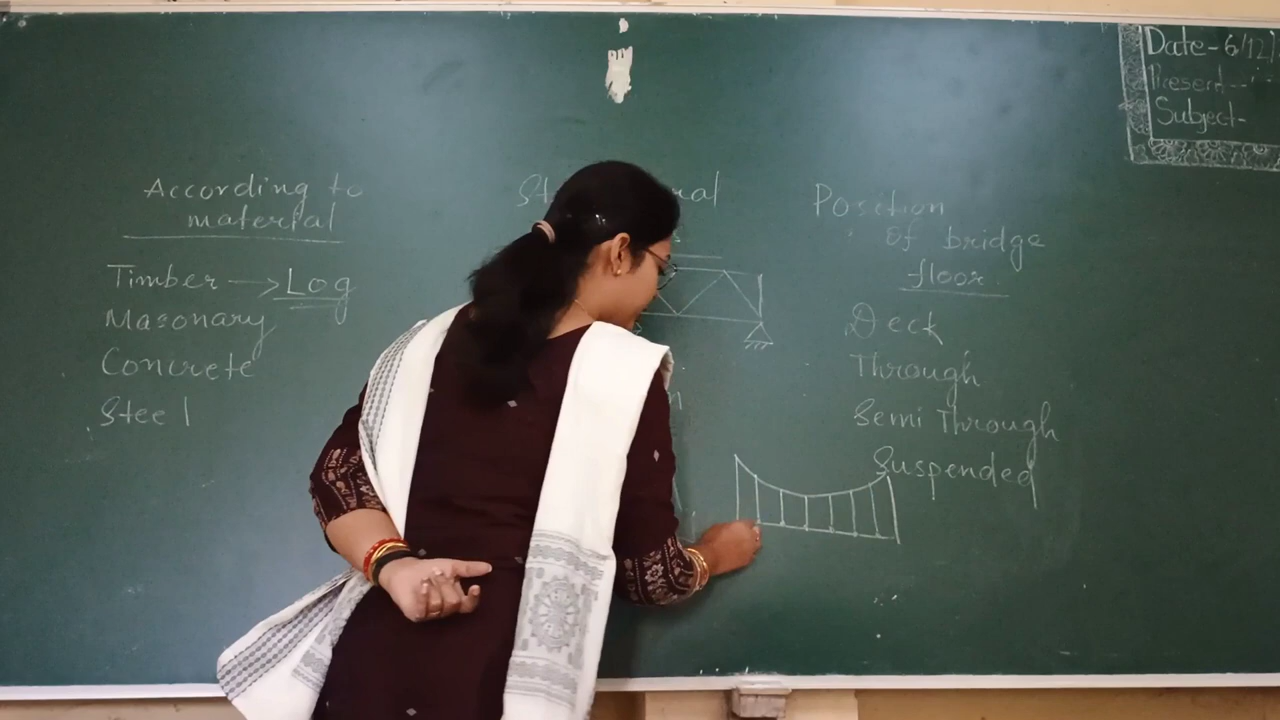 Date-6/12/
Present--
Subject-
According to
material
Timber → Log
Masonary
Concrete
Steel
Position
Of bridge
floor
Deck
Through
Semi Through
Suspended